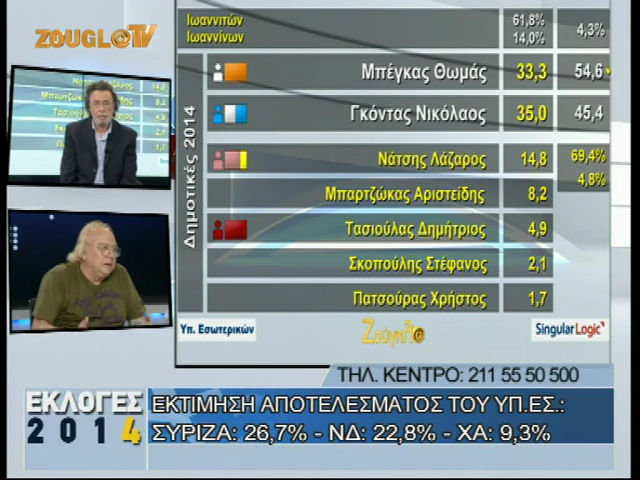 ZOUGL@TV
Ιωαννιτών 61,8% 4,3%
Ιωαννίνων 14,0%
Δημοτικές 2014
Μπέγκας Θωμάς 33,3 54,6
Γκόντας Νικόλαος 35,0 45,4
Νάτσης Λάζαρος 14,8 69,4%
4,8%
Μπαρτζώκας Αριστείδης 8,2
Τασιούλας Δημήτριος 4,9
Σκοπούλης Στέφανος 2,1
Πατσούρας Χρήστος 1,7
Υπ. Εσωτερικών Ζούγκλ@ SingularLogic
ΤΗΛ. ΚΕΝΤΡΟ: 211 55 50 500
ΕΚΛΟΓΕΣ
2014
ΕΚΤΙΜΗΣΗ ΑΠΟΤΕΛΕΣΜΑΤΟΣ ΤΟΥ ΥΠ.ΕΣ.:
ΣΥΡΙΖΑ: 26,7% - ΝΔ: 22,8% - ΧΑ: 9,3%